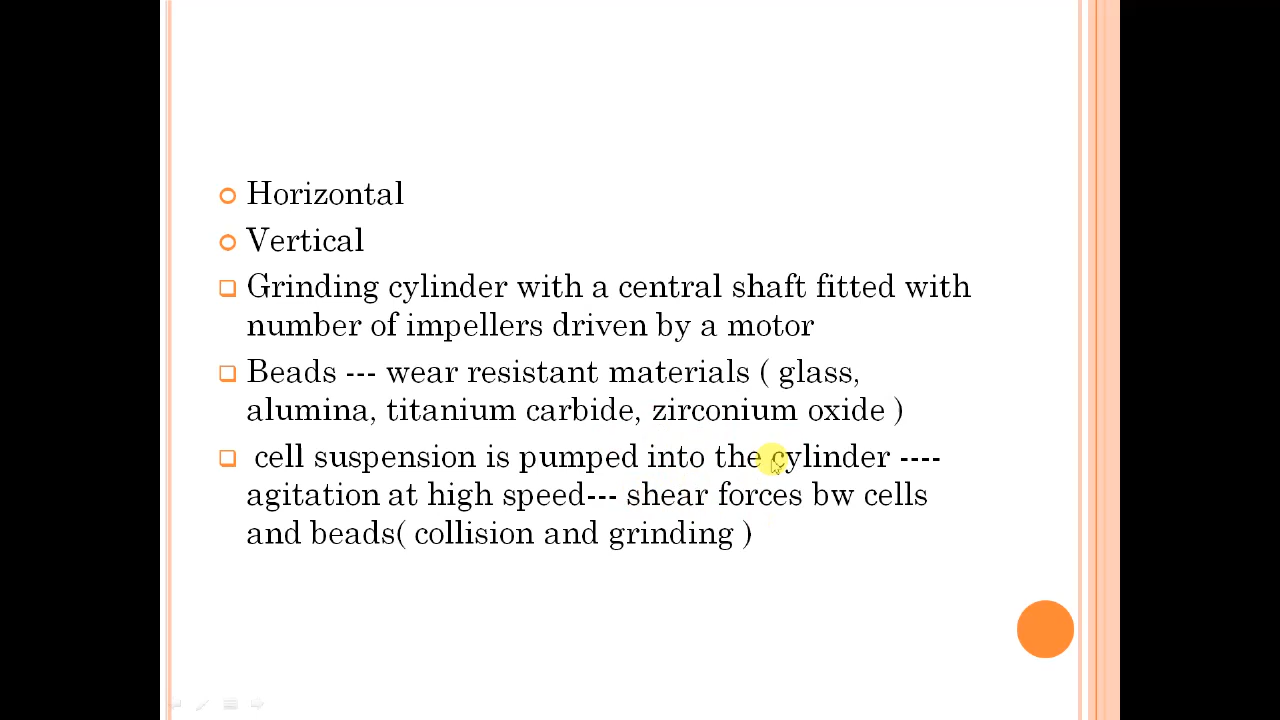 Horizontal
Vertical
Grinding cylinder with a central shaft fitted with
number of impellers driven by a motor
Beads --- wear resistant materials ( glass,
alumina, titanium carbide, zirconium oxide )
cell suspension is pumped into the cylinder ----
agitation at high speed--- shear forces bw cells
and beads( collision and grinding )